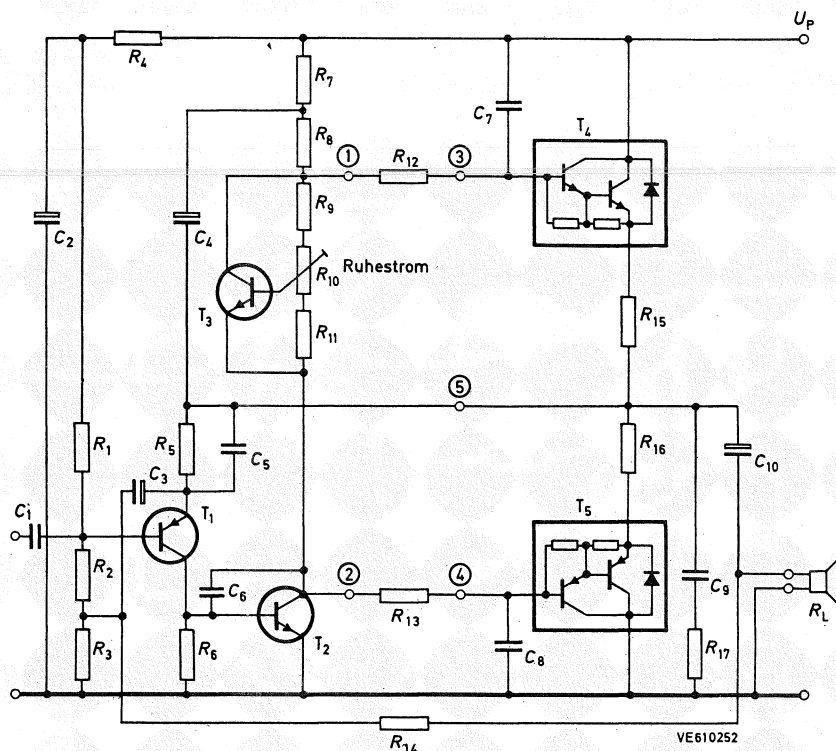 U_P
R_4
R_7
C_7
T_4
R_8
1
R_12
3
R_9
C_2
C_4
Ruhestrom
R_10
T_3
R_11
R_15
5
R_1
R_5
C_5
R_16
C_10
C_3
C_1
T_1
T_5
R_2
C_6
2
4
C_9
R_L
R_3
R_6
T_2
R_13
C_8
R_17
R_14
VE610252